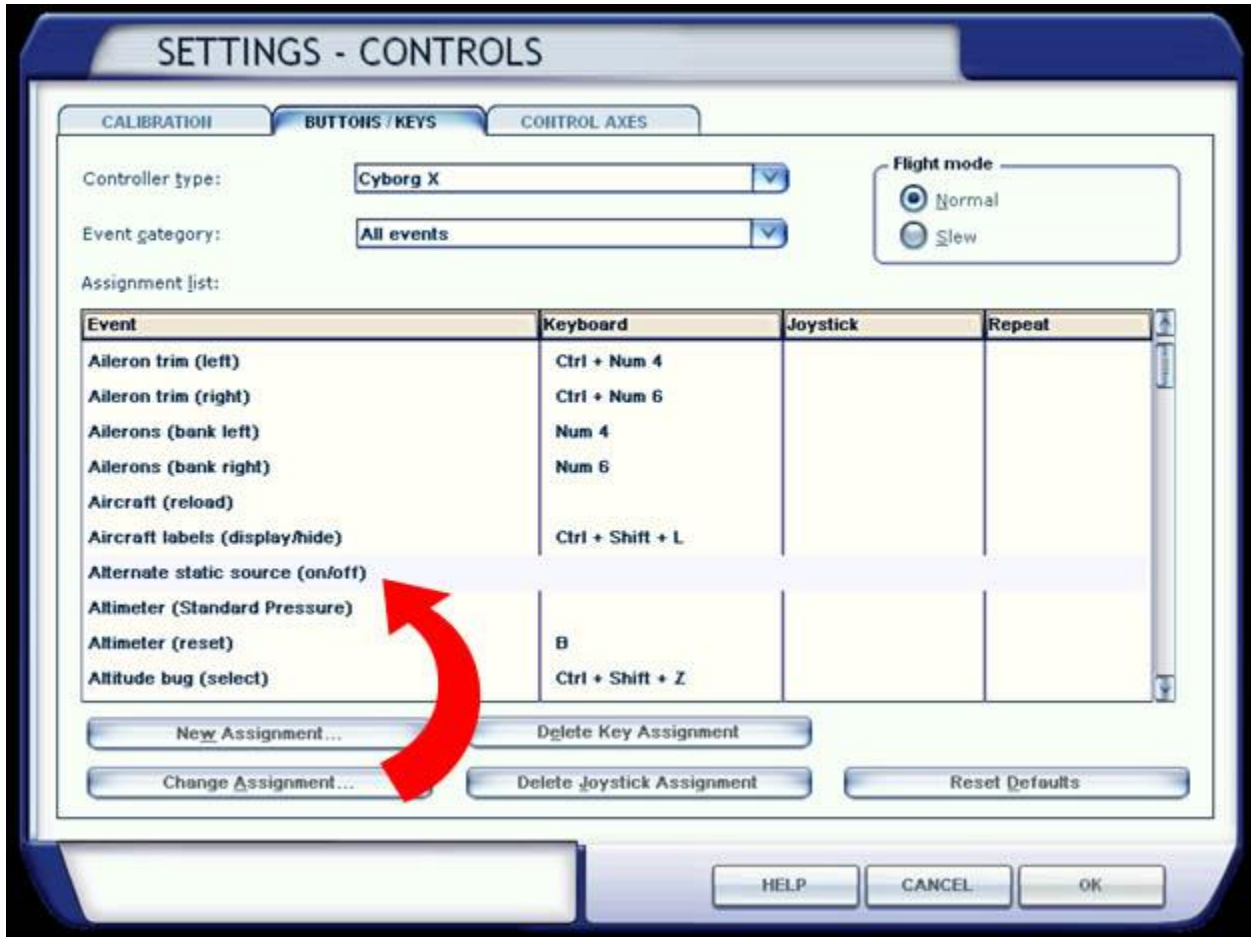 SETTINGS - CONTROLS
CALIBRATION BUTTONS / KEYS CONTROL AXES
Controller type: Cyborg X
Flight mode
Normal
Event category: All events
Slew
Assignment list:
Event Keyboard Joystick Repeat
Aileron trim (left) Ctrl + Num 4
Aileron trim (right) Ctrl + Num 6
Ailerons (bank left) Num 4
Ailerons (bank right) Num 6
Aircraft (reload)
Aircraft labels (display/hide) Ctrl + Shift + L
Alternate static source (on/off)
Altimeter (Standard Pressure)
Altimeter (reset) B
Altitude bug (select) Ctrl + Shift + Z
New Assignment... Delete Key Assignment
Change Assignment... Delete Joystick Assignment Reset Defaults
HELP CANCEL OK